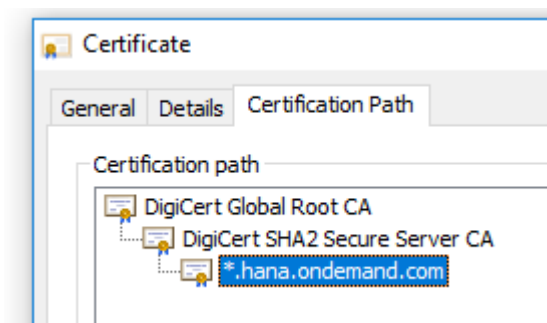 Certificate
General Details Certification Path
Certification path
DigiCert Global Root CA
DigiCert SHA2 Secure Server CA
*.hana.ondemand.com